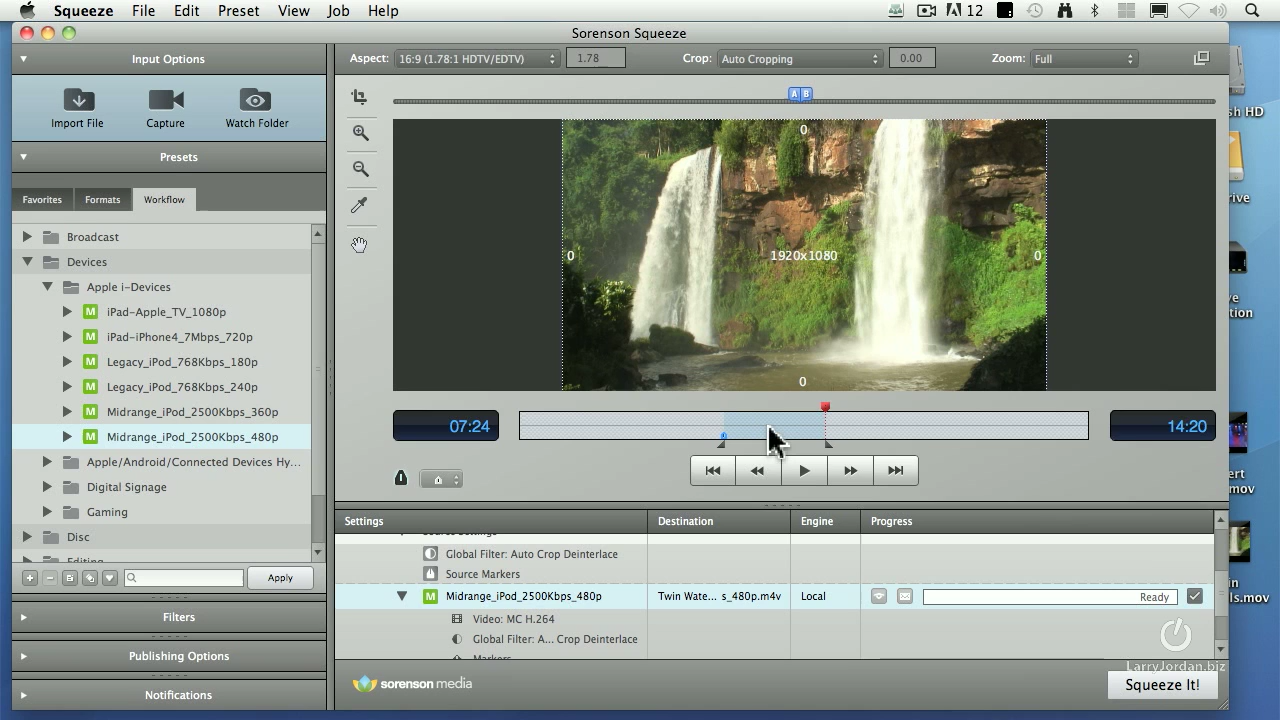 Squeeze File Edit Preset View Job Help 12
Sorenson Squeeze
Input Options
Aspect: 16:9 (1.78:1 HDTV/EDTV) 1.78 Crop: Auto Cropping 0.00 Zoom: Full
Import File Capture Watch Folder
A B
Presets
Favorites Formats Workflow
Broadcast
Devices
Apple i-Devices
M iPad-Apple_TV_1080p
M iPad-iPhone4_7Mbps_720p
M Legacy_iPod_768Kbps_180p
M Legacy_iPod_768Kbps_240p
M Midrange_iPod_2500Kbps_360p
M Midrange_iPod_2500Kbps_480p
Apple/Android/Connected Devices Hy...
Digital Signage
Gaming
Disc
Editing
Apply
Filters
Publishing Options
Notifications
0
0 1920x1080 0
0
07:24 14:20
Settings Destination Engine Progress
Source Settings
Global Filter: Auto Crop Deinterlace
Source Markers
M Midrange_iPod_2500Kbps_480p Twin Wate... s_480p.m4v Local Ready
Video: MC H.264
Global Filter: A... Crop Deinterlace
Markers
sorenson media
LarryJordan.biz
Squeeze It!
sh HD
rive
ve
tion
ert
.mov
in
ls.mov